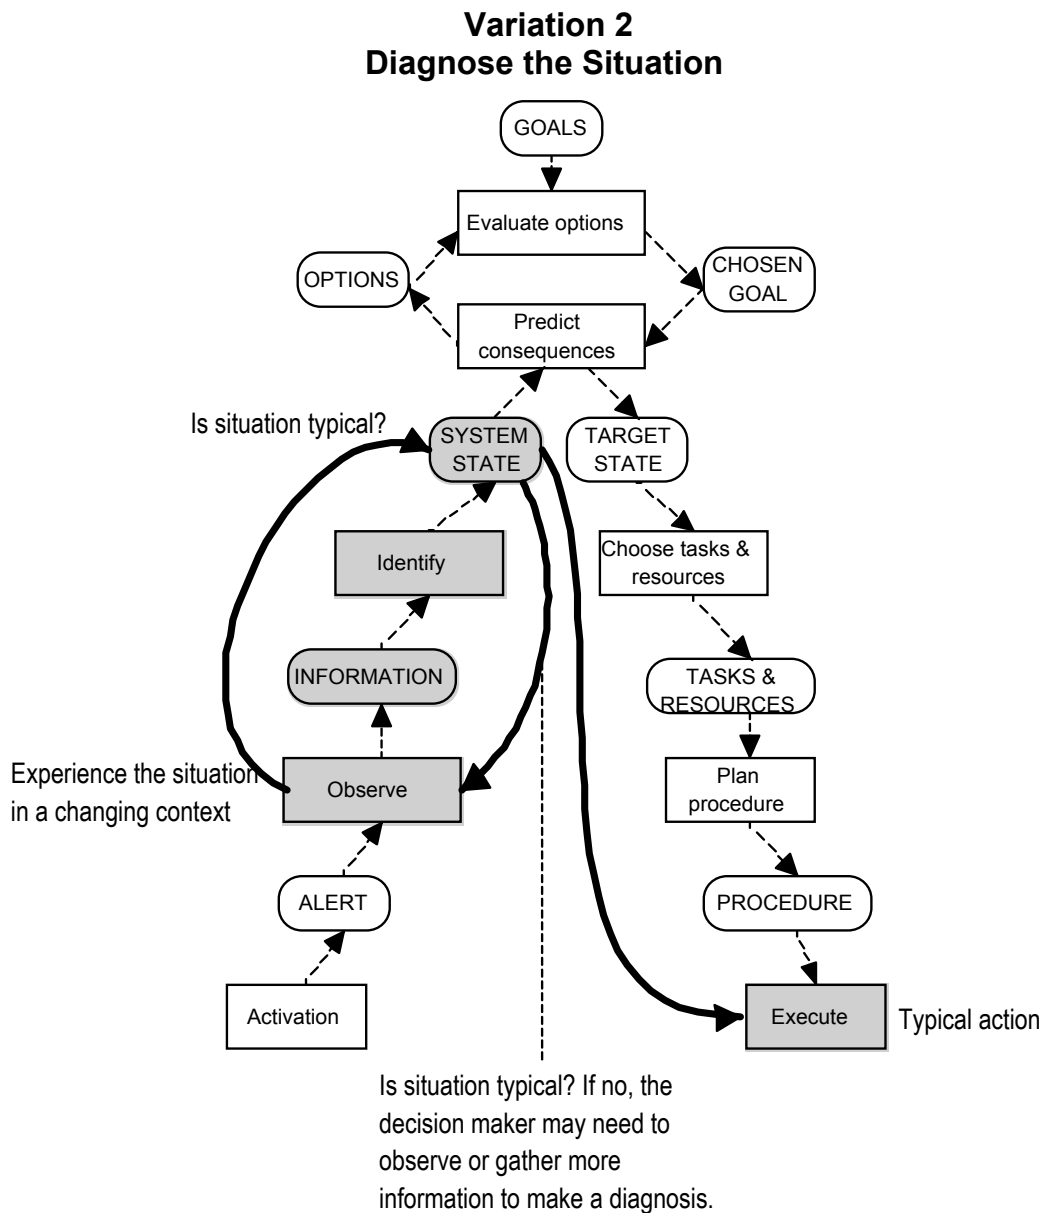 Variation 2
Diagnose the Situation
GOALS
Evaluate options
OPTIONS
CHOSEN
GOAL
Predict
consequences
Is situation typical?
SYSTEM
STATE
TARGET
STATE
Identify
Choose tasks &
resources
INFORMATION
TASKS &
RESOURCES
Experience the situation
in a changing context
Observe
Plan
procedure
ALERT
PROCEDURE
Activation
Execute
Typical action
Is situation typical? If no, the
decision maker may need to
observe or gather more
information to make a diagnosis.